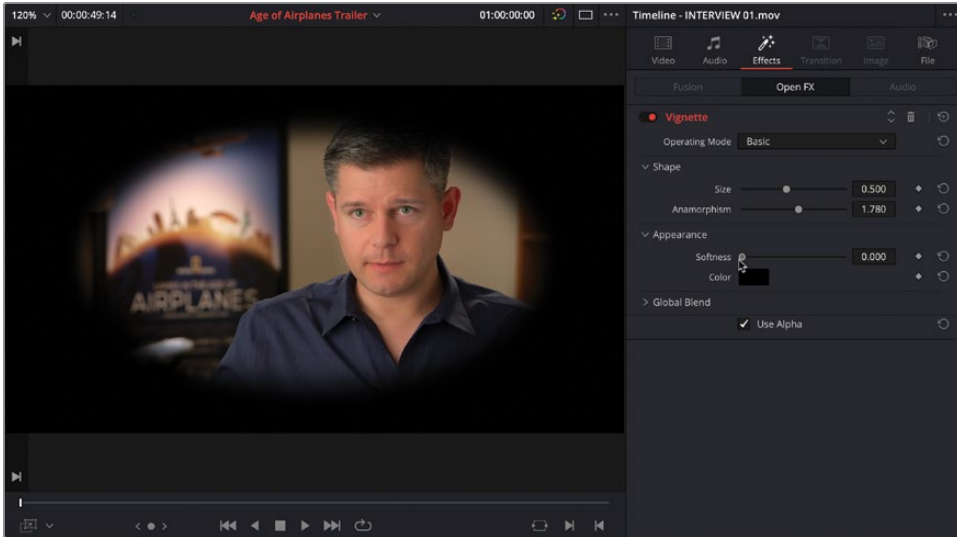 120% 00:00:49:14 Age of Airplanes Trailer 01:00:00:00
Timeline - INTERVIEW 01.mov
Video Audio Effects Transition Image File
Fusion Open FX Audio
Vignette
Operating Mode Basic
Shape
Size 0.500
Anamorphism 1.780
Appearance
Softness 0.000
Color
Global Blend
Use Alpha
AIRPLANES